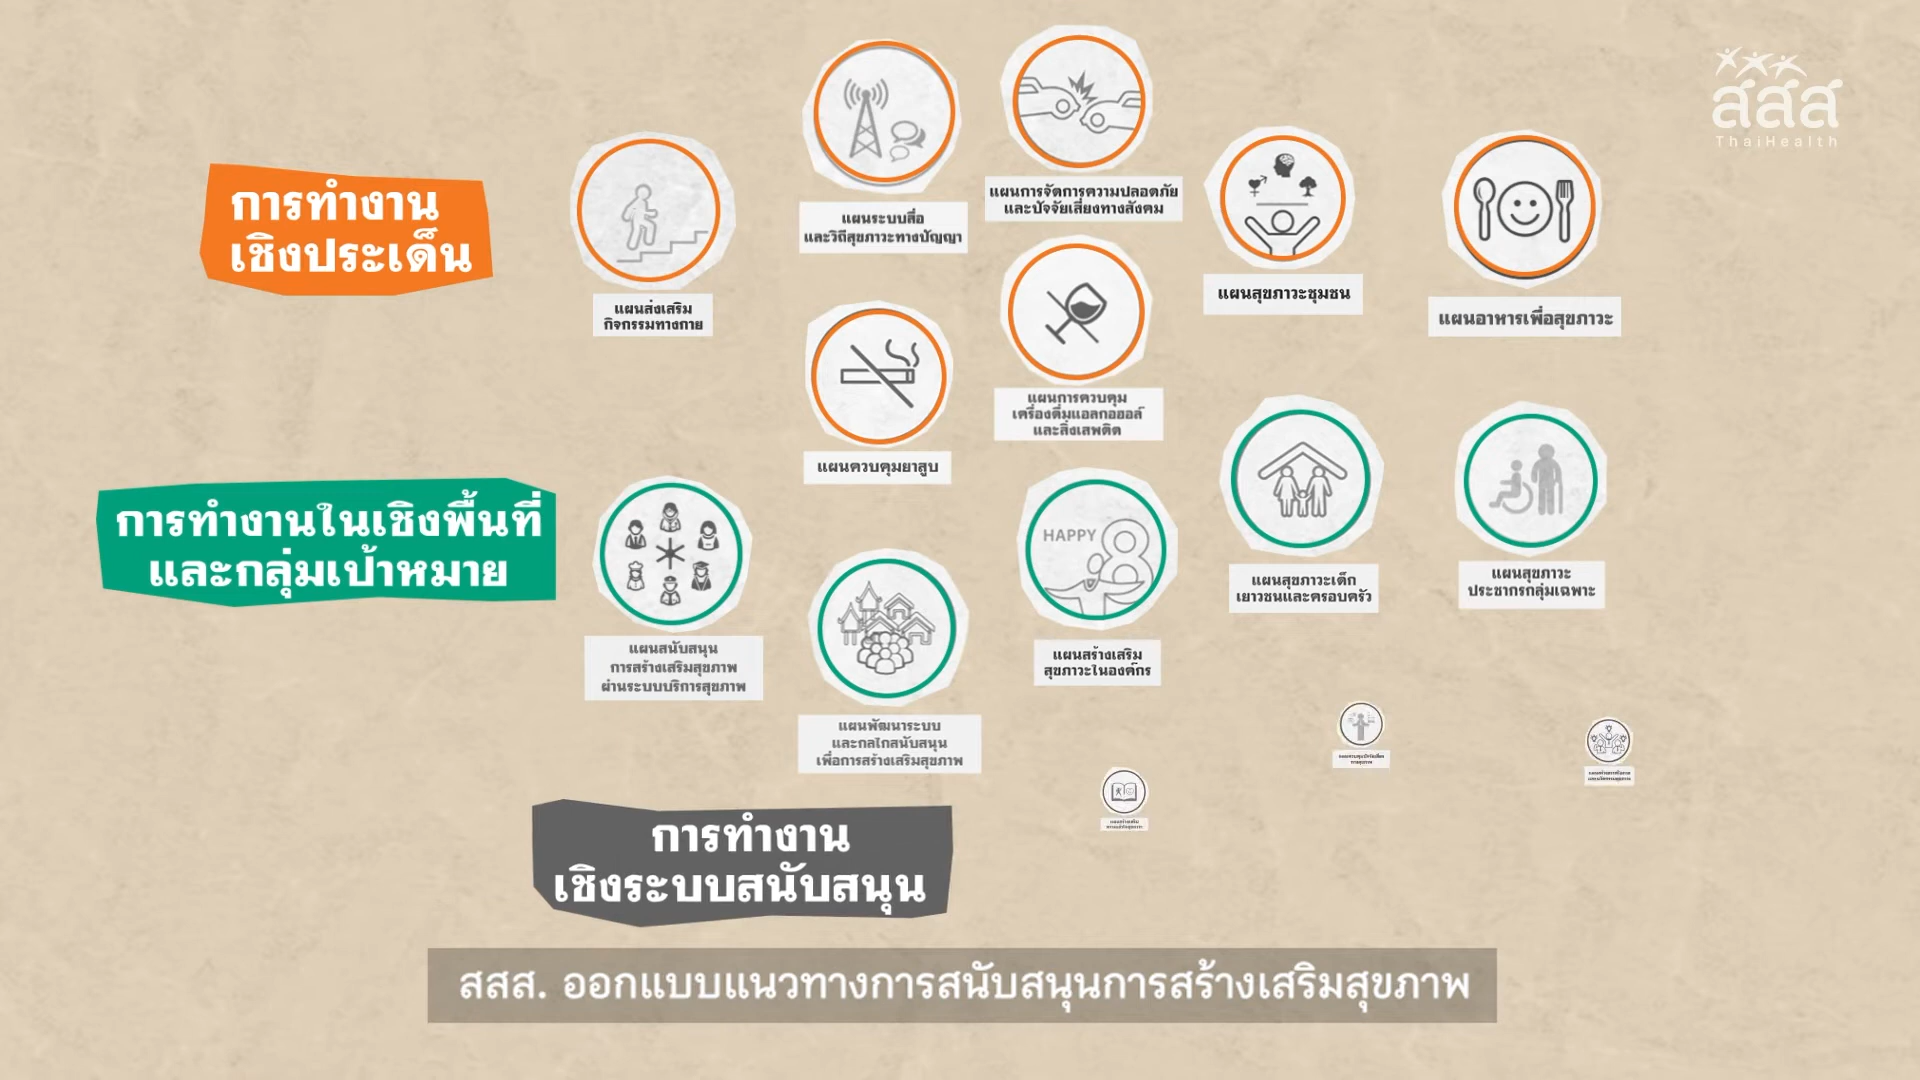 สสส
ThaiHealth
การทำงาน
เชิงประเด็น
แผนส่งเสริม
กิจกรรมทางกาย
แผนระบบสื่อ
และวิถีสุขภาวะทางปัญญา
แผนการจัดการความปลอดภัย
และปัจจัยเสี่ยงทางสังคม
แผนสุขภาวะชุมชน
แผนอาหารเพื่อสุขภาวะ
แผนควบคุมยาสูบ
แผนการควบคุม
เครื่องดื่มแอลกอฮอล์
และสิ่งเสพติด
การทำงานในเชิงพื้นที่
และกลุ่มเป้าหมาย
แผนสนับสนุน
การสร้างเสริมสุขภาพ
ผ่านระบบบริการสุขภาพ
แผนพัฒนาระบบ
และกลไกสนับสนุน
เพื่อการสร้างเสริมสุขภาพ
HAPPY 8
แผนสร้างเสริม
สุขภาวะในองค์กร
แผนสุขภาวะเด็ก
เยาวชนและครอบครัว
แผนสุขภาวะ
ประชากรกลุ่มเฉพาะ
การทำงาน
เชิงระบบสนับสนุน
สสส. ออกแบบแนวทางการสนับสนุนการสร้างเสริมสุขภาพ